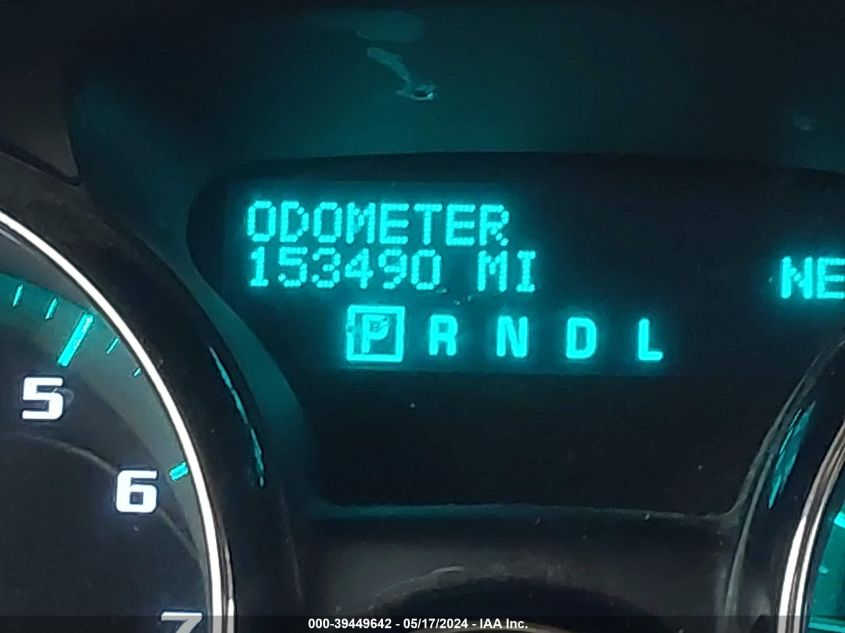 ODOMETER
153490 MI
NE
P R N D L
5
6
7
000-39449642 - 05/17/2024 - IAA Inc.